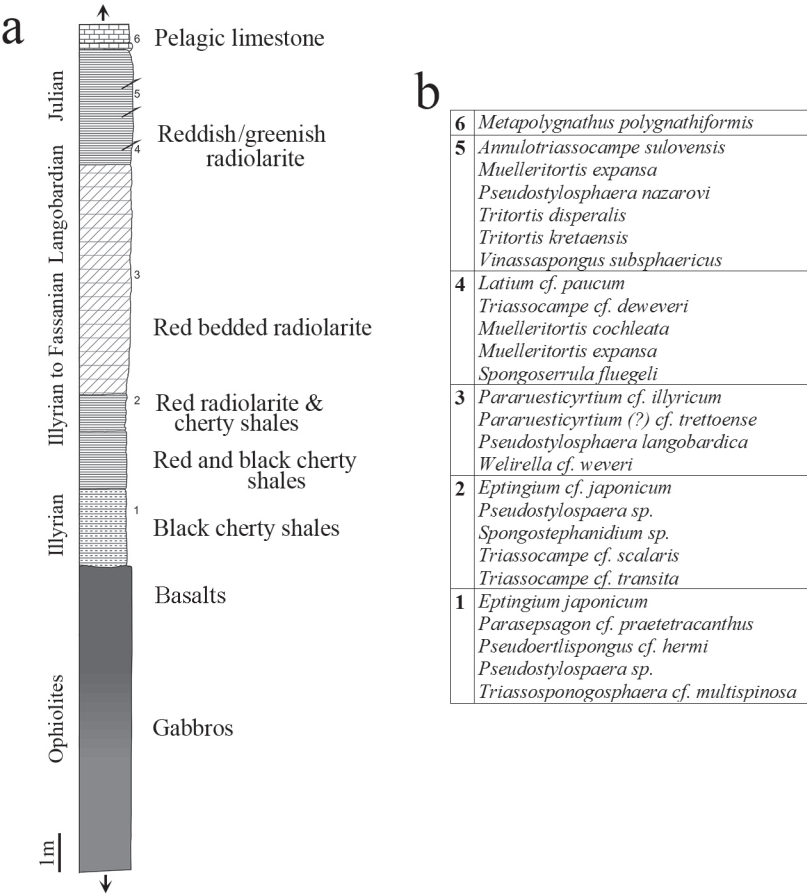 a
6
Pelagic limestone
Julian
5
Reddish/greenish
radiolarite
4
Langobardian
3
Red bedded radiolarite
Illyrian to Fassanian
2
Red radiolarite &
cherty shales
Red and black cherty
shales
1
Illyrian
Black cherty shales
Basalts
Ophiolites
Gabbros
1m
b
6 Metapolygnathus polygnathiformis
5 Annulotriassocampe sulovensis
Muelleritortis expansa
Pseudostylosphaera nazarovi
Tritortis disperalis
Tritortis kretaensis
Vinassaspongus subsphaericus
4 Latium cf. paucum
Triassocampe cf. deweveri
Muelleritortis cochleata
Muelleritortis expansa
Spongoserrula fluegeli
3 Pararuesticyrtium cf. illyricum
Pararuesticyrtium (?) cf. trettoense
Pseudostylosphaera langobardica
Welirella cf. weveri
2 Eptingium cf. japonicum
Pseudostylospaera sp.
Spongostephanidium sp.
Triassocampe cf. scalaris
Triassocampe cf. transita
1 Eptingium japonicum
Parasepsagon cf. praetetracanthus
Pseudoertlispongus cf. hermi
Pseudostylospaera sp.
Triassosponogosphaera cf. multispinosa